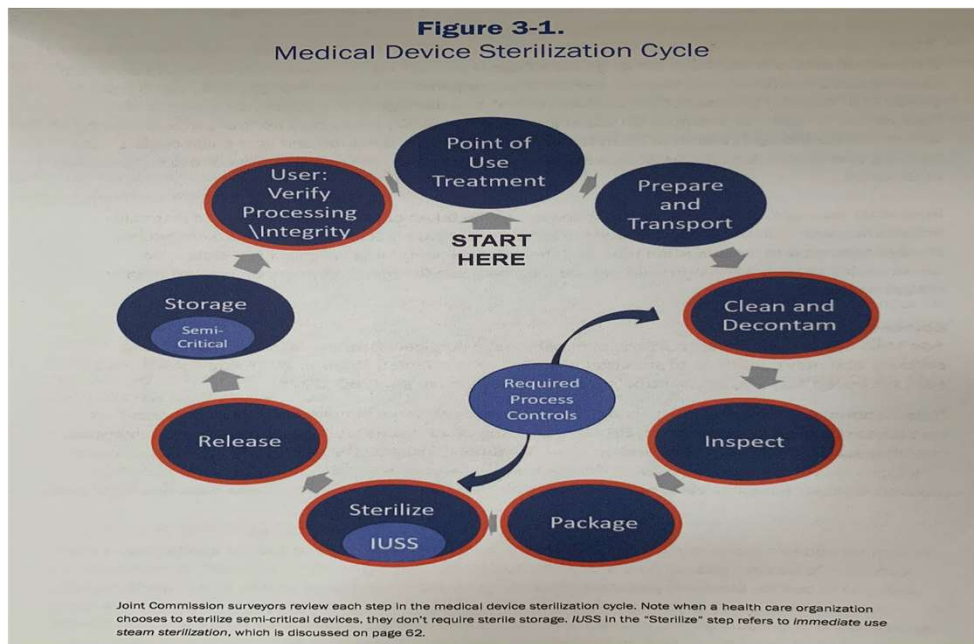 Figure 3-1.
Medical Device Sterilization Cycle
Point of
Use
Treatment
START
HERE
Prepare
and
Transport
Clean and
Decontam
Inspect
Package
Sterilize
IUSS
Release
Storage
Semi-
Critical
User:
Verify
Processing
\Integrity
Required
Process
Controls
Joint Commission surveyors review each step in the medical device sterilization cycle. Note when a health care organization
chooses to sterilize semi-critical devices, they don't require sterile storage. IUSS in the "Sterilize" step refers to immediate use
steam sterilization, which is discussed on page 62.